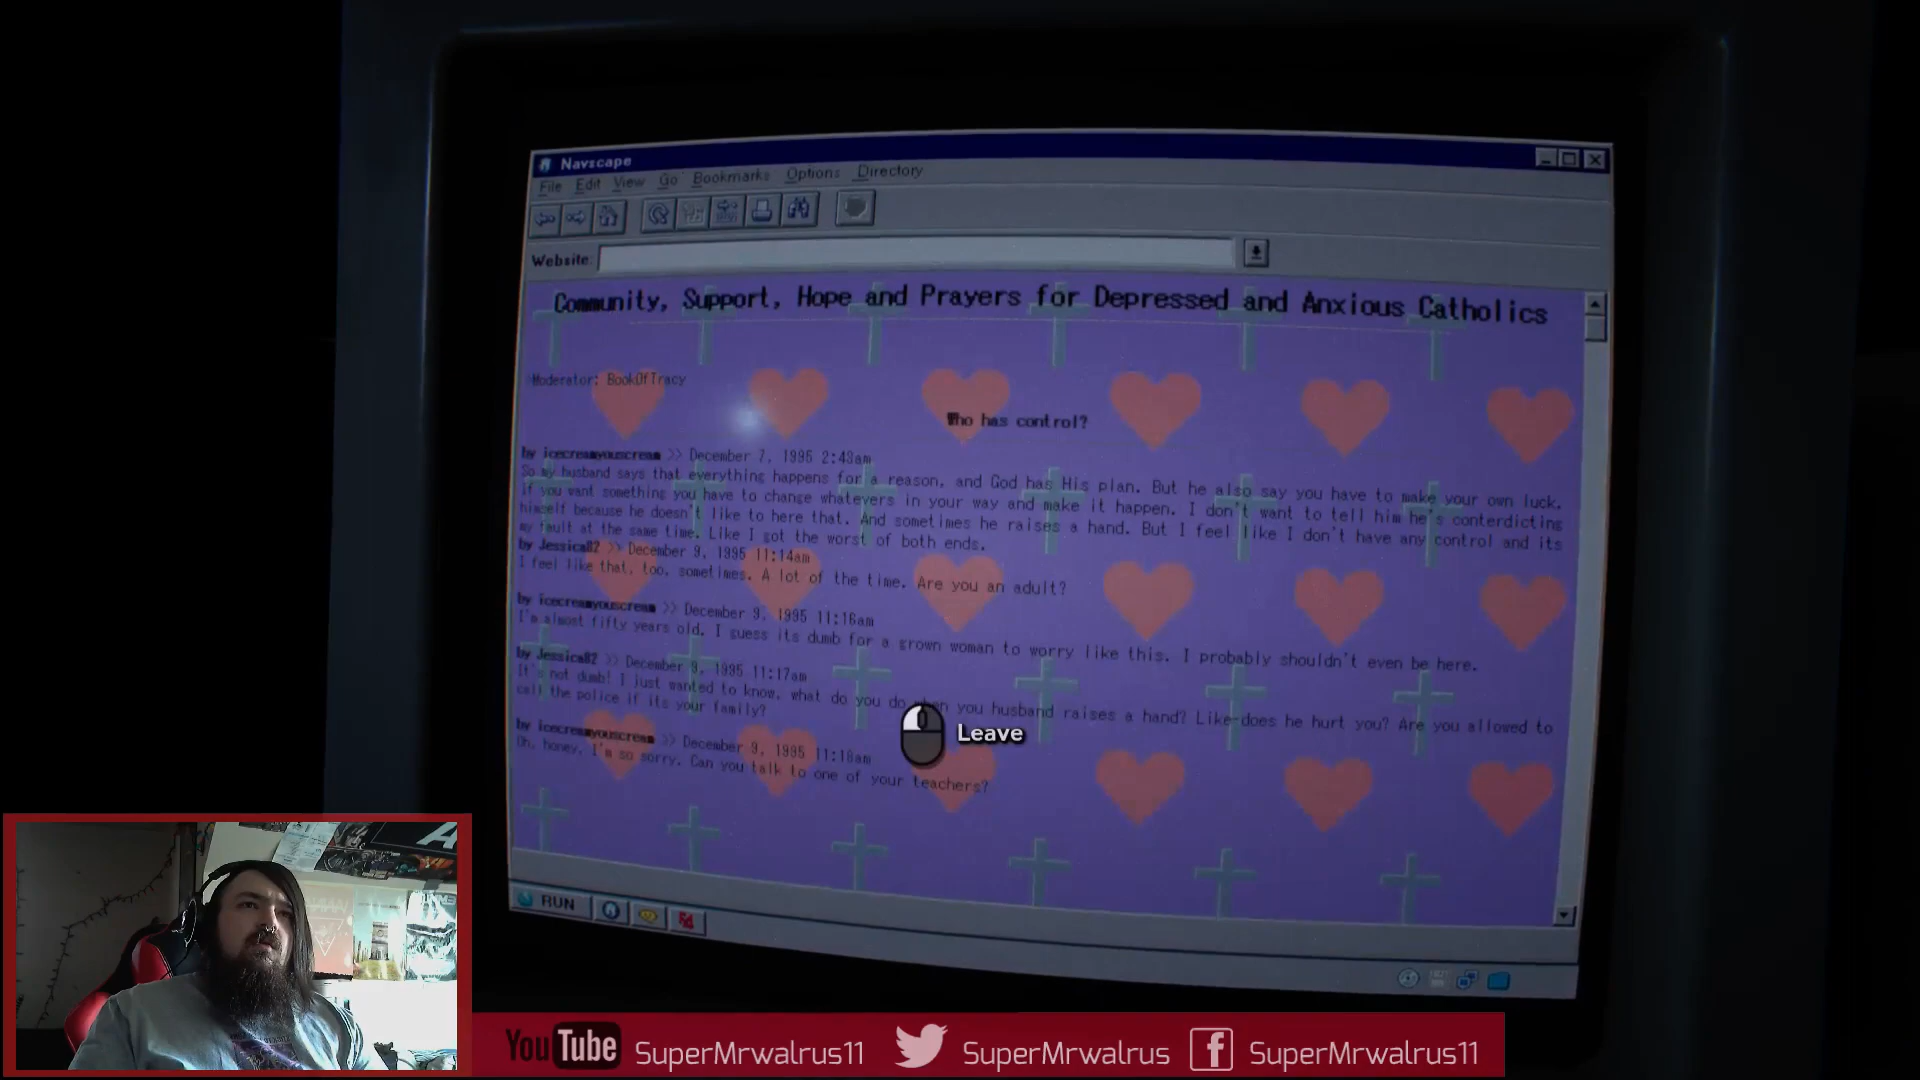 Navscape
File Edit View Go Bookmarks Options Directory
Website:
Community, Support, Hope and Prayers for Depressed and Anxious Catholics
Moderator: BookOfTracy
Who has control?
by icecreamyouscream >> December 7, 1995 2:43am
So my husband says that everything happens for a reason, and God has His plan. But he also say you have to make your own luck.
If you want something you have to change whatevers in your way and make it happen. I don't want to tell him he's conterdicting
himself because he doesn't like to here that. And sometimes he raises a hand. But I feel like I don't have any control and its
my fault at the same time. Like I got the worst of both ends.
by Jessica82 >> December 9, 1995 11:14am
I feel like that, too, sometimes. A lot of the time. Are you an adult?
by icecreamyouscream >> December 9, 1995 11:16am
I'm almost fifty years old. I guess its dumb for a grown woman to worry like this. I probably shouldn't even be here.
by Jessica82 >> December 9, 1995 11:17am
It's not dumb! I just wanted to know, what do you do when you husband raises a hand? Like does he hurt you? Are you allowed to
call the police if its your family?
by icecreamyouscream >> December 9, 1995 11:18am
Oh, honey, I'm so sorry. Can you talk to one of your teachers?
Leave
RUN
YouTube SuperMrwalrus11 SuperMrwalrus SuperMrwalrus11